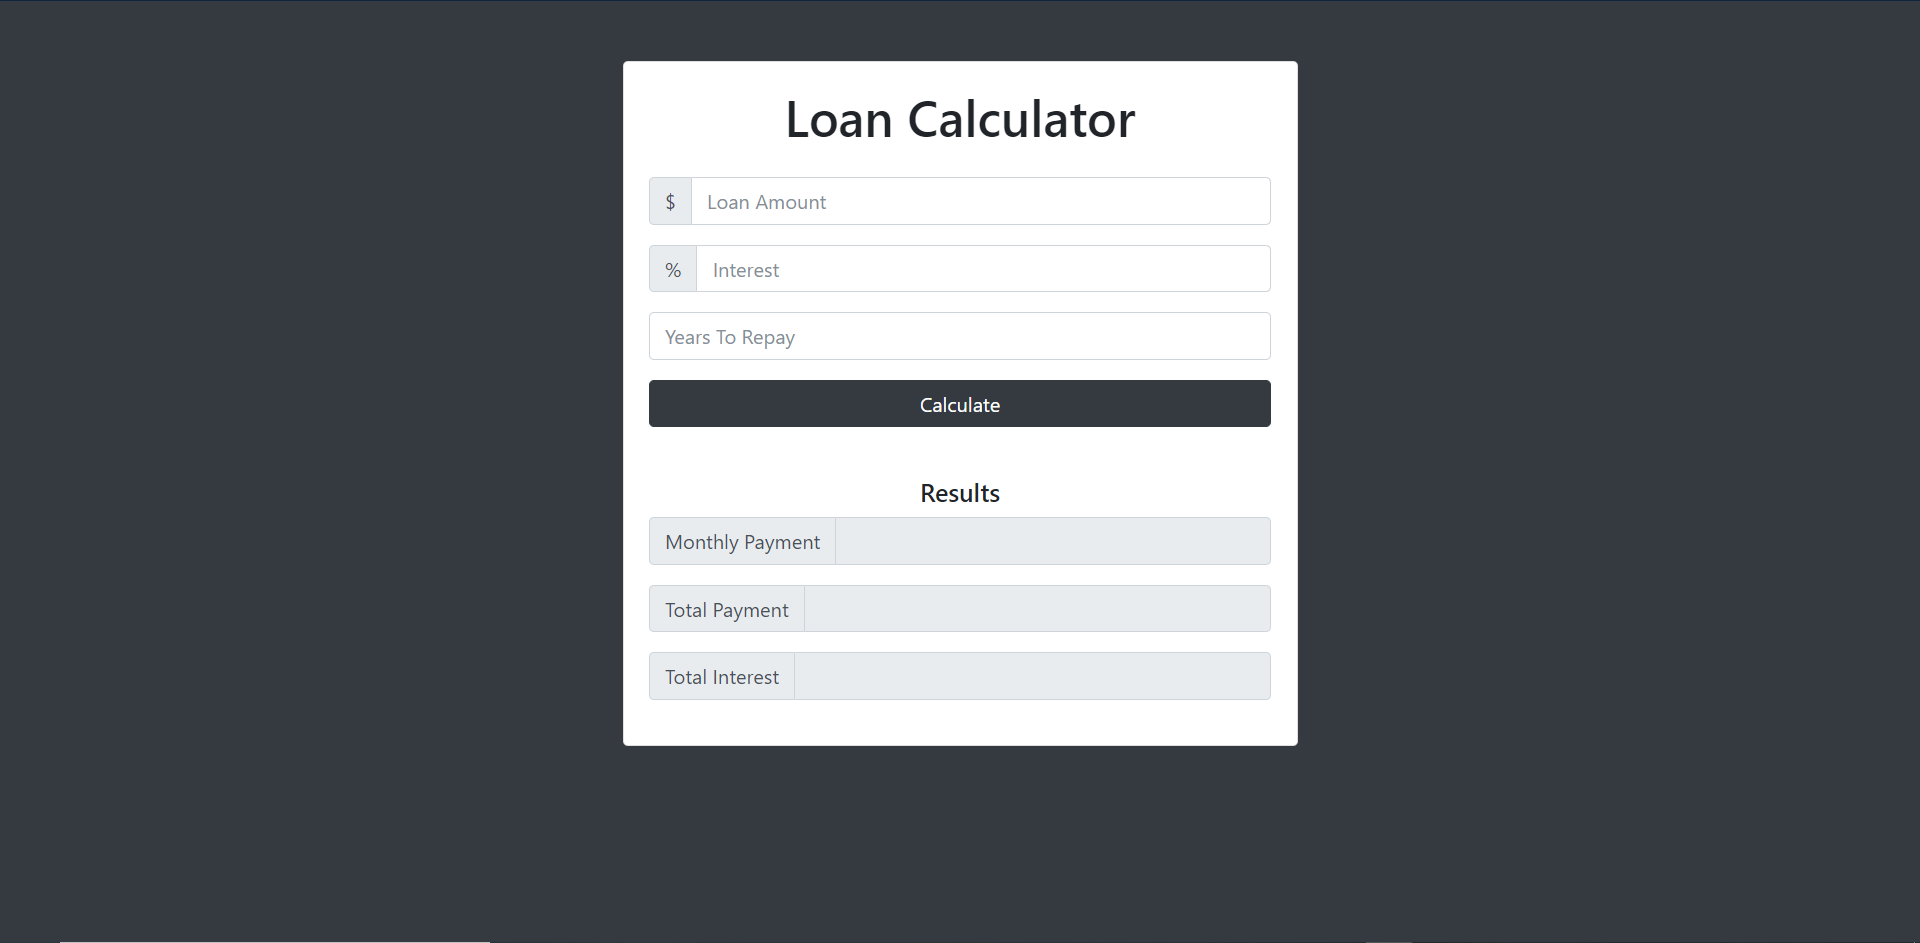 Loan Calculator
$ Loan Amount
% Interest
Years To Repay
Calculate
Results
Monthly Payment
Total Payment
Total Interest